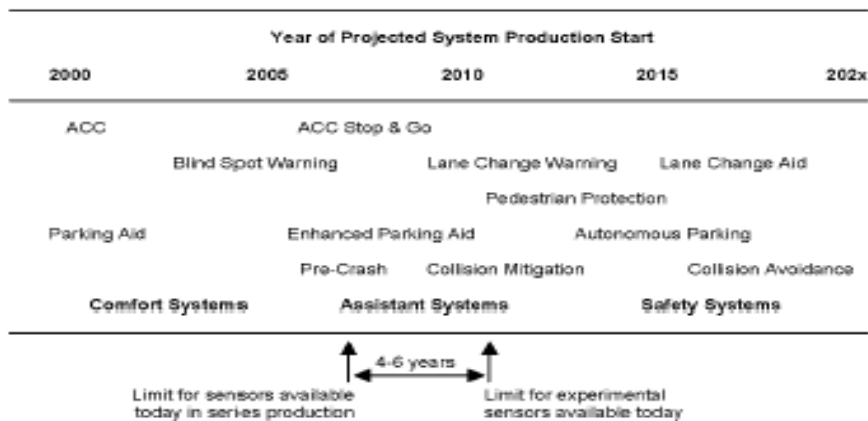 Year of Projected System Production Start
2000 2005 2010 2015 202x
ACC ACC Stop & Go
Blind Spot Warning Lane Change Warning Lane Change Aid
Pedestrian Protection
Parking Aid Enhanced Parking Aid Autonomous Parking
Pre-Crash Collision Mitigation Collision Avoidance
Comfort Systems Assistant Systems Safety Systems
4-6 years
Limit for sensors available Limit for experimental
today in series production sensors available today